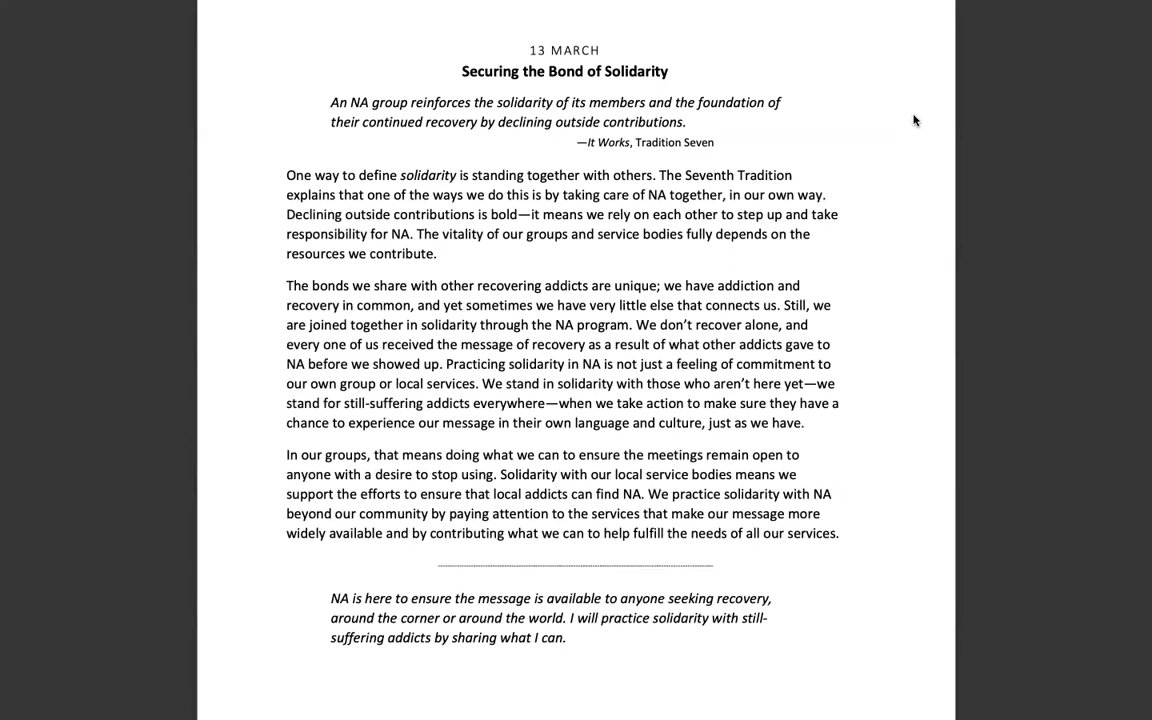 13 MARCH
Securing the Bond of Solidarity
An NA group reinforces the solidarity of its members and the foundation of
their continued recovery by declining outside contributions.
—It Works, Tradition Seven
One way to define solidarity is standing together with others. The Seventh Tradition
explains that one of the ways we do this is by taking care of NA together, in our own way.
Declining outside contributions is bold—it means we rely on each other to step up and take
responsibility for NA. The vitality of our groups and service bodies fully depends on the
resources we contribute.
The bonds we share with other recovering addicts are unique; we have addiction and
recovery in common, and yet sometimes we have very little else that connects us. Still, we
are joined together in solidarity through the NA program. We don’t recover alone, and
every one of us received the message of recovery as a result of what other addicts gave to
NA before we showed up. Practicing solidarity in NA is not just a feeling of commitment to
our own group or local services. We stand in solidarity with those who aren’t here yet—we
stand for still-suffering addicts everywhere—when we take action to make sure they have a
chance to experience our message in their own language and culture, just as we have.
In our groups, that means doing what we can to ensure the meetings remain open to
anyone with a desire to stop using. Solidarity with our local service bodies means we
support the efforts to ensure that local addicts can find NA. We practice solidarity with NA
beyond our community by paying attention to the services that make our message more
widely available and by contributing what we can to help fulfill the needs of all our services.
NA is here to ensure the message is available to anyone seeking recovery,
around the corner or around the world. I will practice solidarity with still-
suffering addicts by sharing what I can.